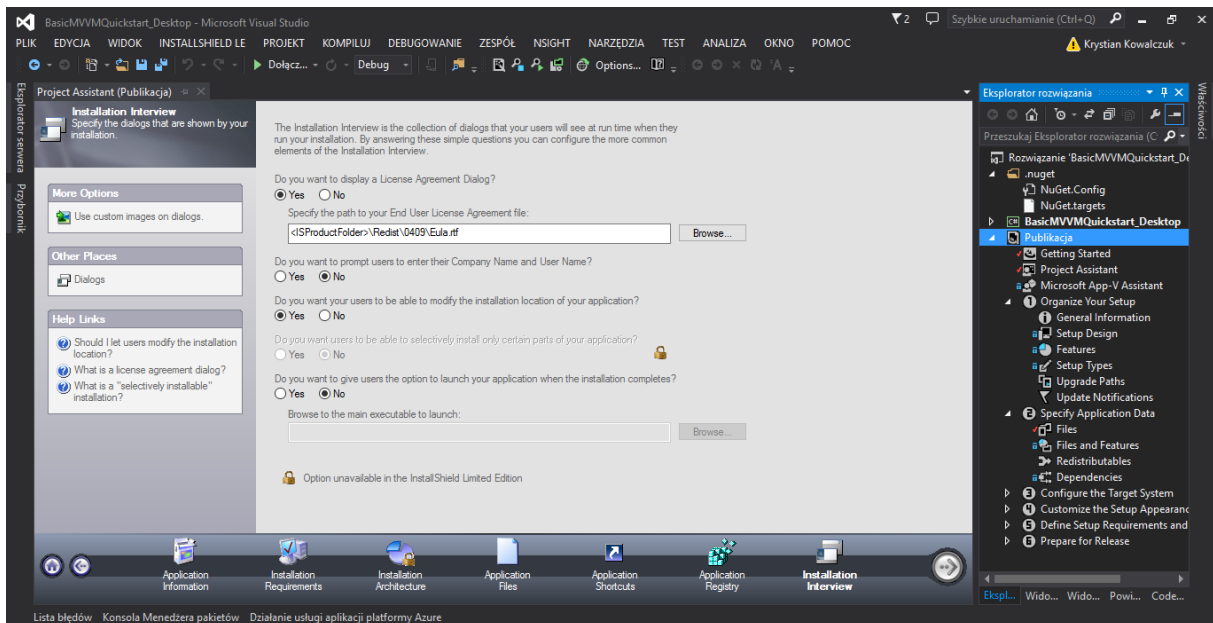 BasicMVVMQuickstart_Desktop - Microsoft Visual Studio
2
Szybkie uruchamianie (Ctrl+Q)
PLIK EDYCJA WIDOK INSTALLSHIELD LE PROJEKT KOMPILUJ DEBUGOWANIE ZESPÓŁ NSIGHT NARZĘDZIA TEST ANALIZA OKNO POMOC
Krystian Kowalczuk
Dołącz... Debug Options...
Eksplorator serwera
Przybornik
Project Assistant (Publikacja)
Installation Interview
Specify the dialogs that are shown by your
installation.
More Options
Use custom images on dialogs.
Other Places
Dialogs
Help Links
Should I let users modify the installation
location?
What is a license agreement dialog?
What is a "selectively installable"
installation?
The Installation Interview is the collection of dialogs that your users will see at run time when they
run your installation. By answering these simple questions you can configure the more common
elements of the Installation Interview.
Do you want to display a License Agreement Dialog?
Yes No
Specify the path to your End User License Agreement file:
<ISProductFolder>\Redist\0409\Eula.rtf
Browse...
Do you want to prompt users to enter their Company Name and User Name?
Yes No
Do you want your users to be able to modify the installation location of your application?
Yes No
Do you want users to be able to selectively install only certain parts of your application?
Yes No
Do you want to give users the option to launch your application when the installation completes?
Yes No
Browse to the main executable to launch:
Browse...
Option unavailable in the InstallShield Limited Edition
Application
Information
Installation
Requirements
Installation
Architecture
Application
Files
Application
Shortcuts
Application
Registry
Installation
Interview
Eksplorator rozwiązania
Przeszukaj Eksplorator rozwiązania (C
Rozwiązanie 'BasicMVVMQuickstart_De
.nuget
NuGet.Config
NuGet.targets
BasicMVVMQuickstart_Desktop
Publikacja
Getting Started
Project Assistant
Microsoft App-V Assistant
1 Organize Your Setup
General Information
Setup Design
Features
Setup Types
Upgrade Paths
Update Notifications
2 Specify Application Data
Files
Files and Features
Redistributables
Dependencies
3 Configure the Target System
4 Customize the Setup Appearanc
5 Define Setup Requirements and
6 Prepare for Release
Ekspl... Wido... Wido... Powi... Code...
Właściwości
Lista błędów Konsola Menedżera pakietów Działanie usługi aplikacji platformy Azure